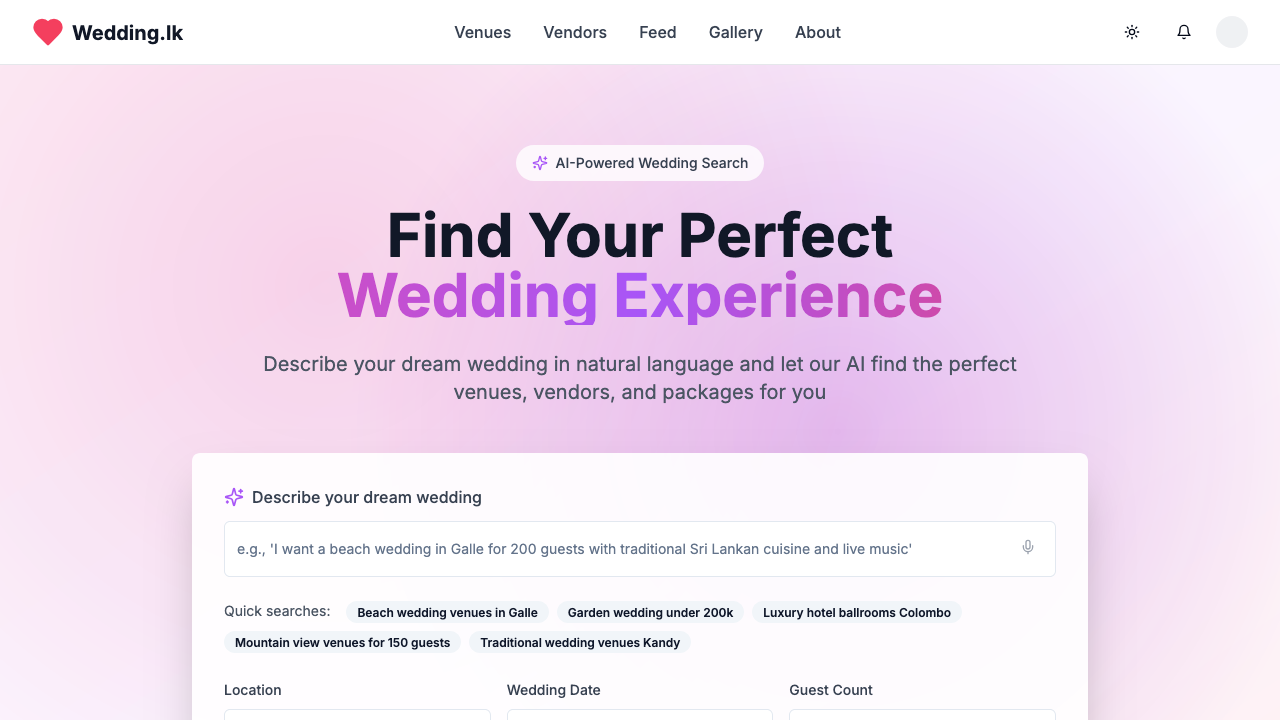 Wedding.lk
Venues Vendors Feed Gallery About
AI-Powered Wedding Search
Find Your Perfect
Wedding Experience
Describe your dream wedding in natural language and let our AI find the perfect
venues, vendors, and packages for you
Describe your dream wedding
e.g., 'I want a beach wedding in Galle for 200 guests with traditional Sri Lankan cuisine and live music'
Quick searches: Beach wedding venues in Galle Garden wedding under 200k Luxury hotel ballrooms Colombo
Mountain view venues for 150 guests Traditional wedding venues Kandy
Location Wedding Date Guest Count